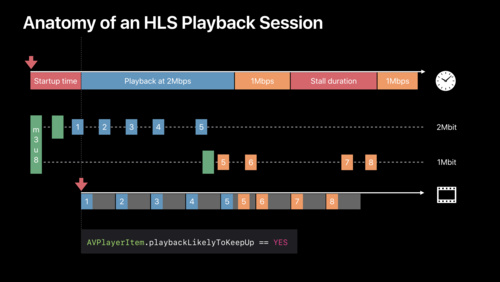 Anatomy of an HLS Playback Session
Startup time Playback at 2Mbps 1Mbps Stall duration 1Mbps
m3u8
1 2 3 4 5 2Mbit
5 6 7 8 1Mbit
1 2 3 4 5 5 6 7 8
AVPlayerItem.playbackLikelyToKeepUp == YES